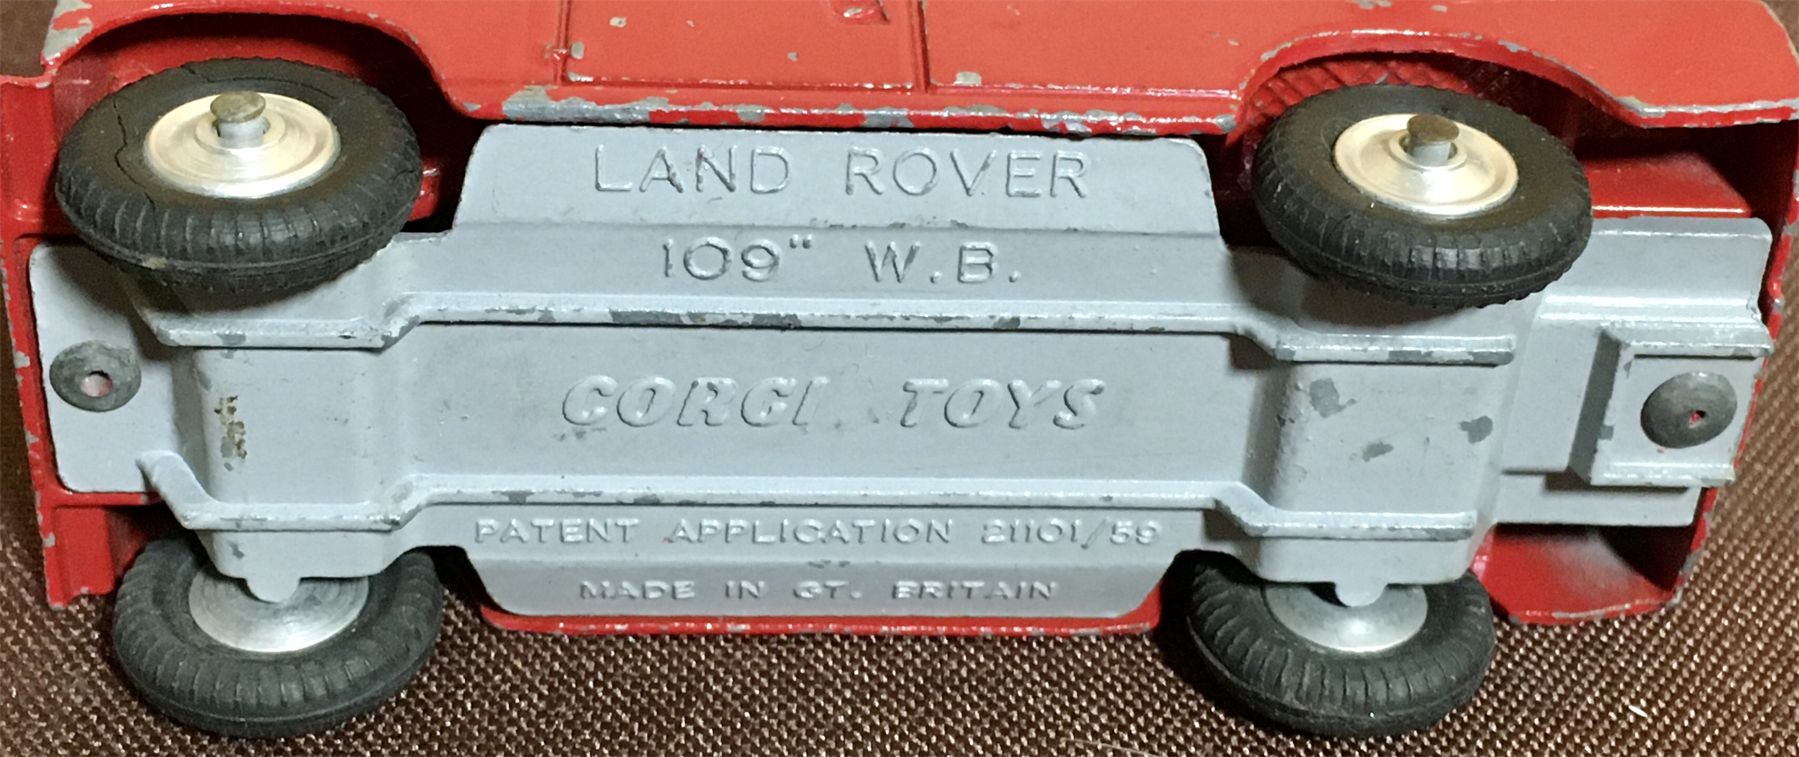 LAND ROVER
109" W.B.
CORGI TOYS
PATENT APPLICATION 21101/59
MADE IN GT. BRITAIN